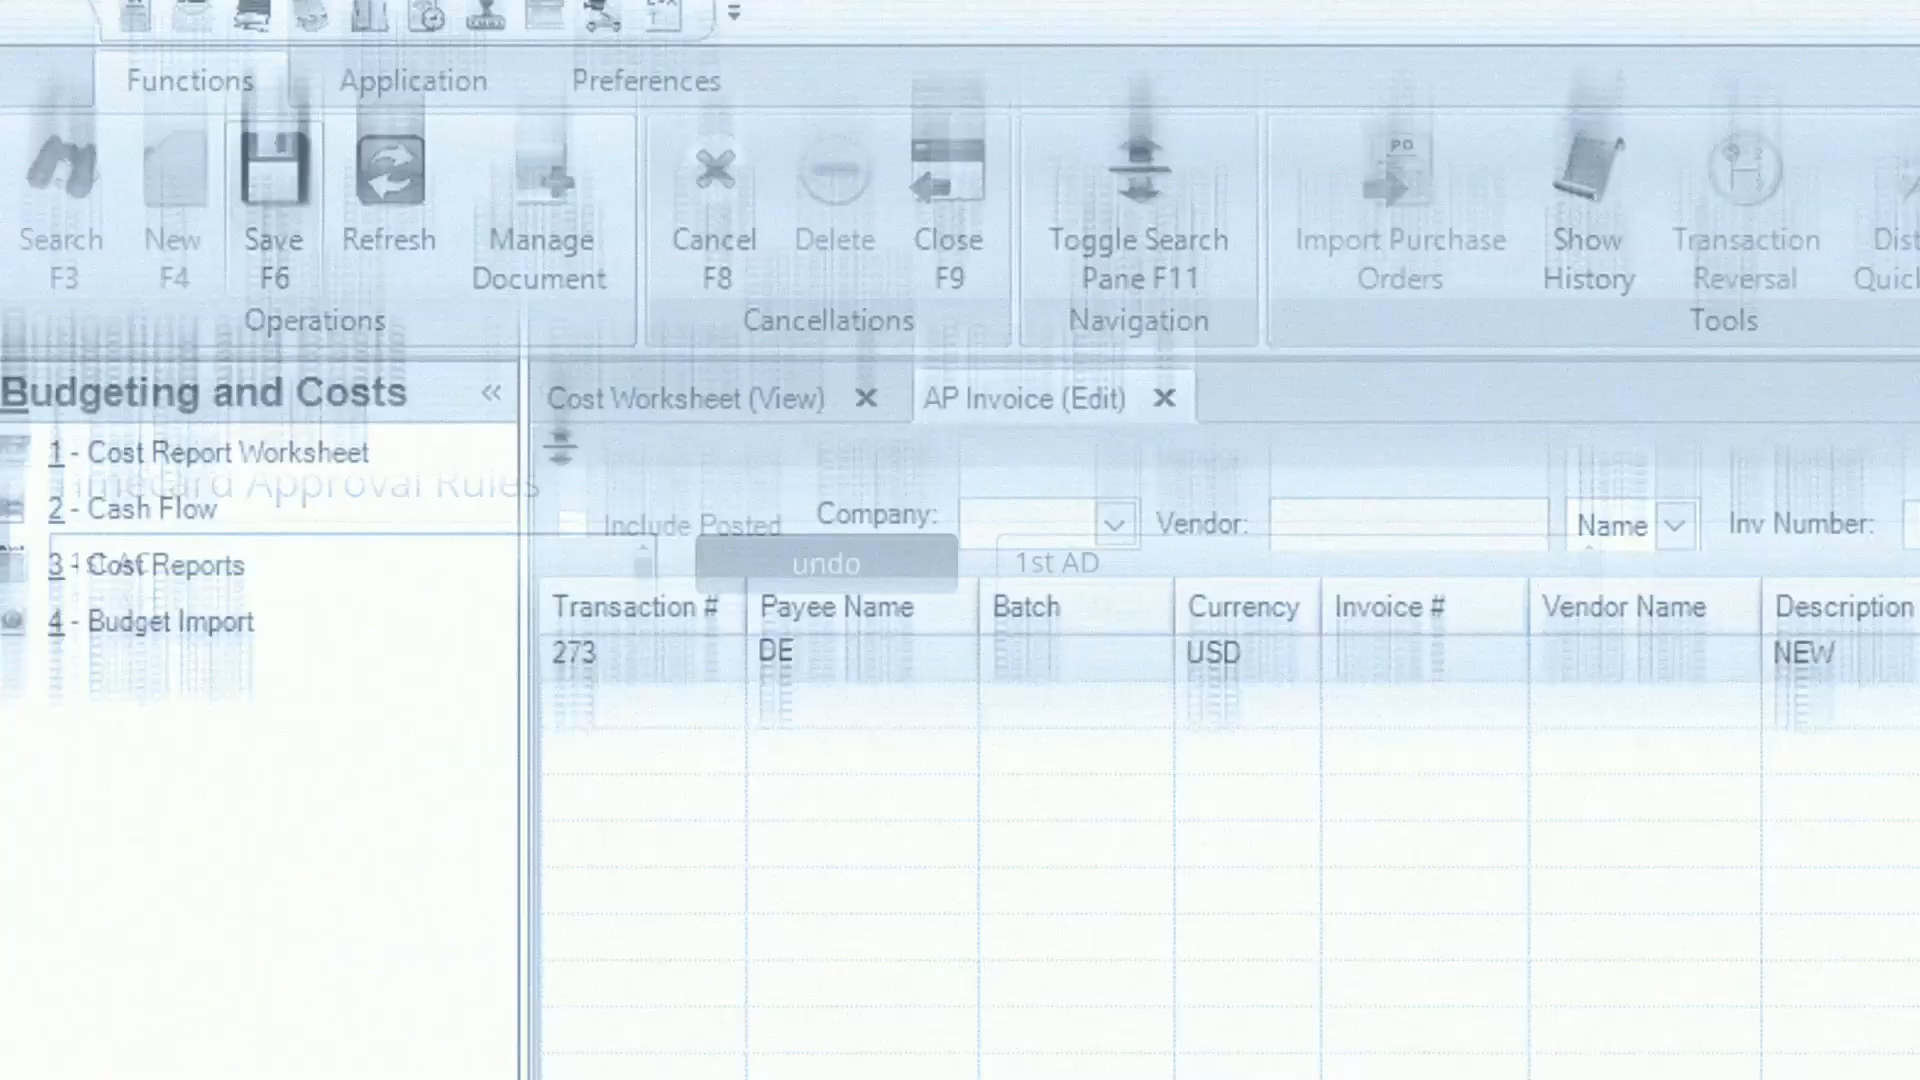 Functions Application Preferences
Search F3 New F4 Save F6 Refresh Manage Document Cancel F8 Delete Close F9 Toggle Search Pane F11 Import Purchase Orders Show History Transaction Reversal
Operations Cancellations Navigation Tools
Budgeting and Costs « Cost Worksheet (View) AP Invoice (Edit)
1 - Cost Report Worksheet
Timecard Approval Rules
2 - Cash Flow
Include Posted Company: Vendor: Name Inv Number:
3 - Cost Reports
undo 1st AD
Transaction # Payee Name Batch Currency Invoice # Vendor Name Description
4 - Budget Import
273 DE USD NEW
PO